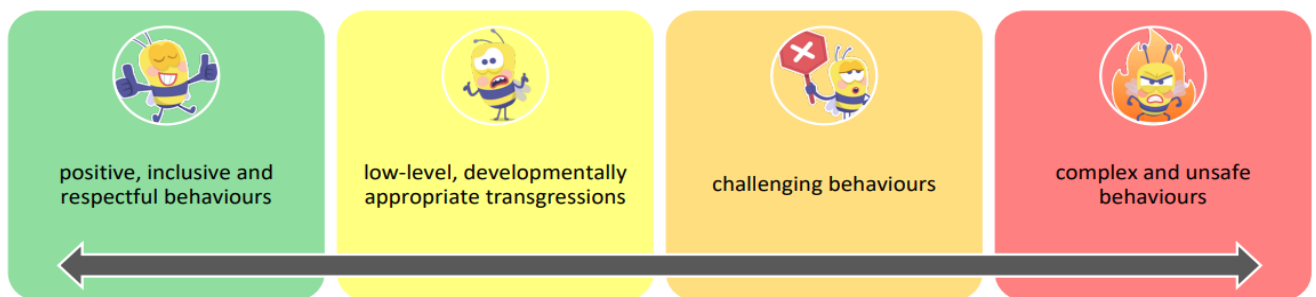 positive, inclusive and
respectful behaviours
low-level, developmentally
appropriate transgressions
challenging behaviours
complex and unsafe
behaviours